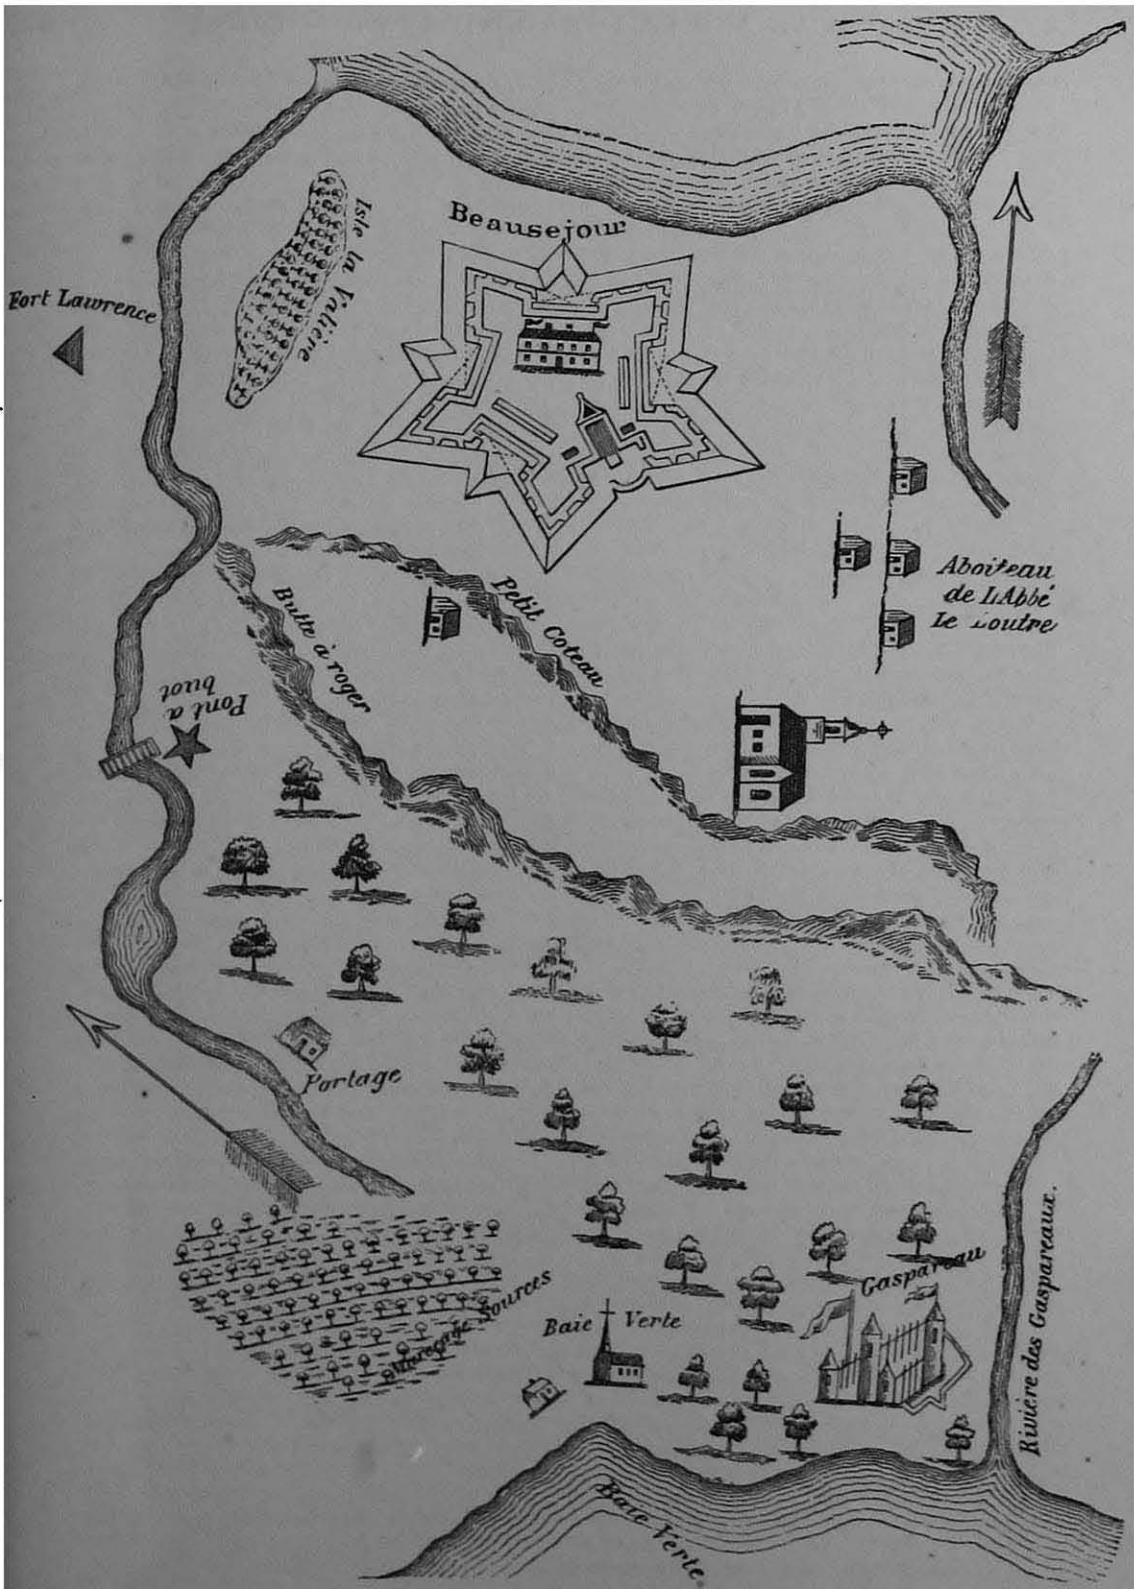 Beausejour
Isle la Valière
Fort Lawrence
Aboiteau
de L'Abbé
Le Loutre
Petit Coteau
Butte à roger
Pont a
buot
Portage
Gaspareau
Marecage Sources
Baie Verte
Rivière des Gaspareaux.
Baie Verte.